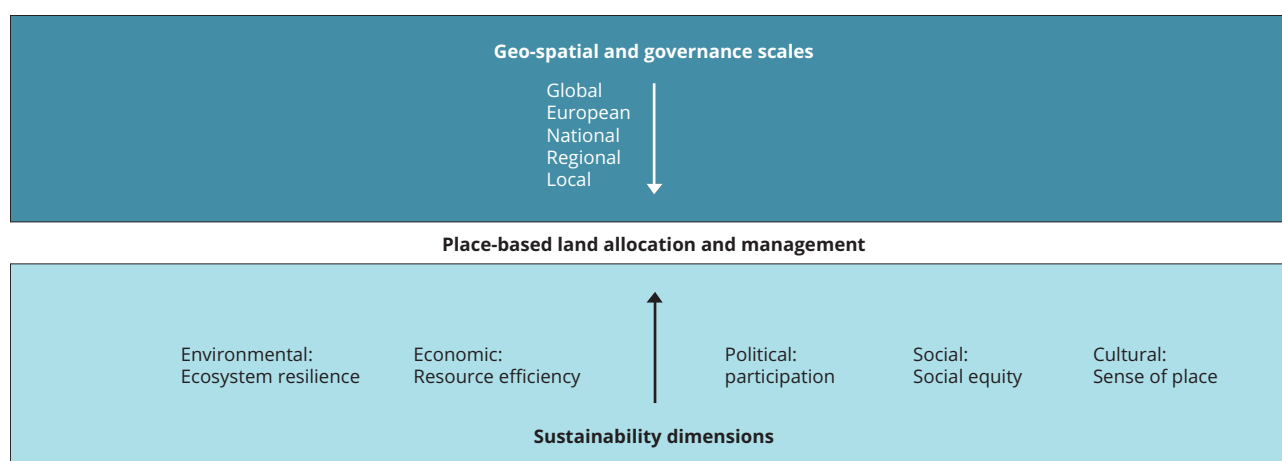 Geo-spatial and governance scales
Global
European
National
Regional
Local
Place-based land allocation and management
Environmental:
Ecosystem resilience
Economic:
Resource efficiency
Political:
participation
Social:
Social equity
Cultural:
Sense of place
Sustainability dimensions